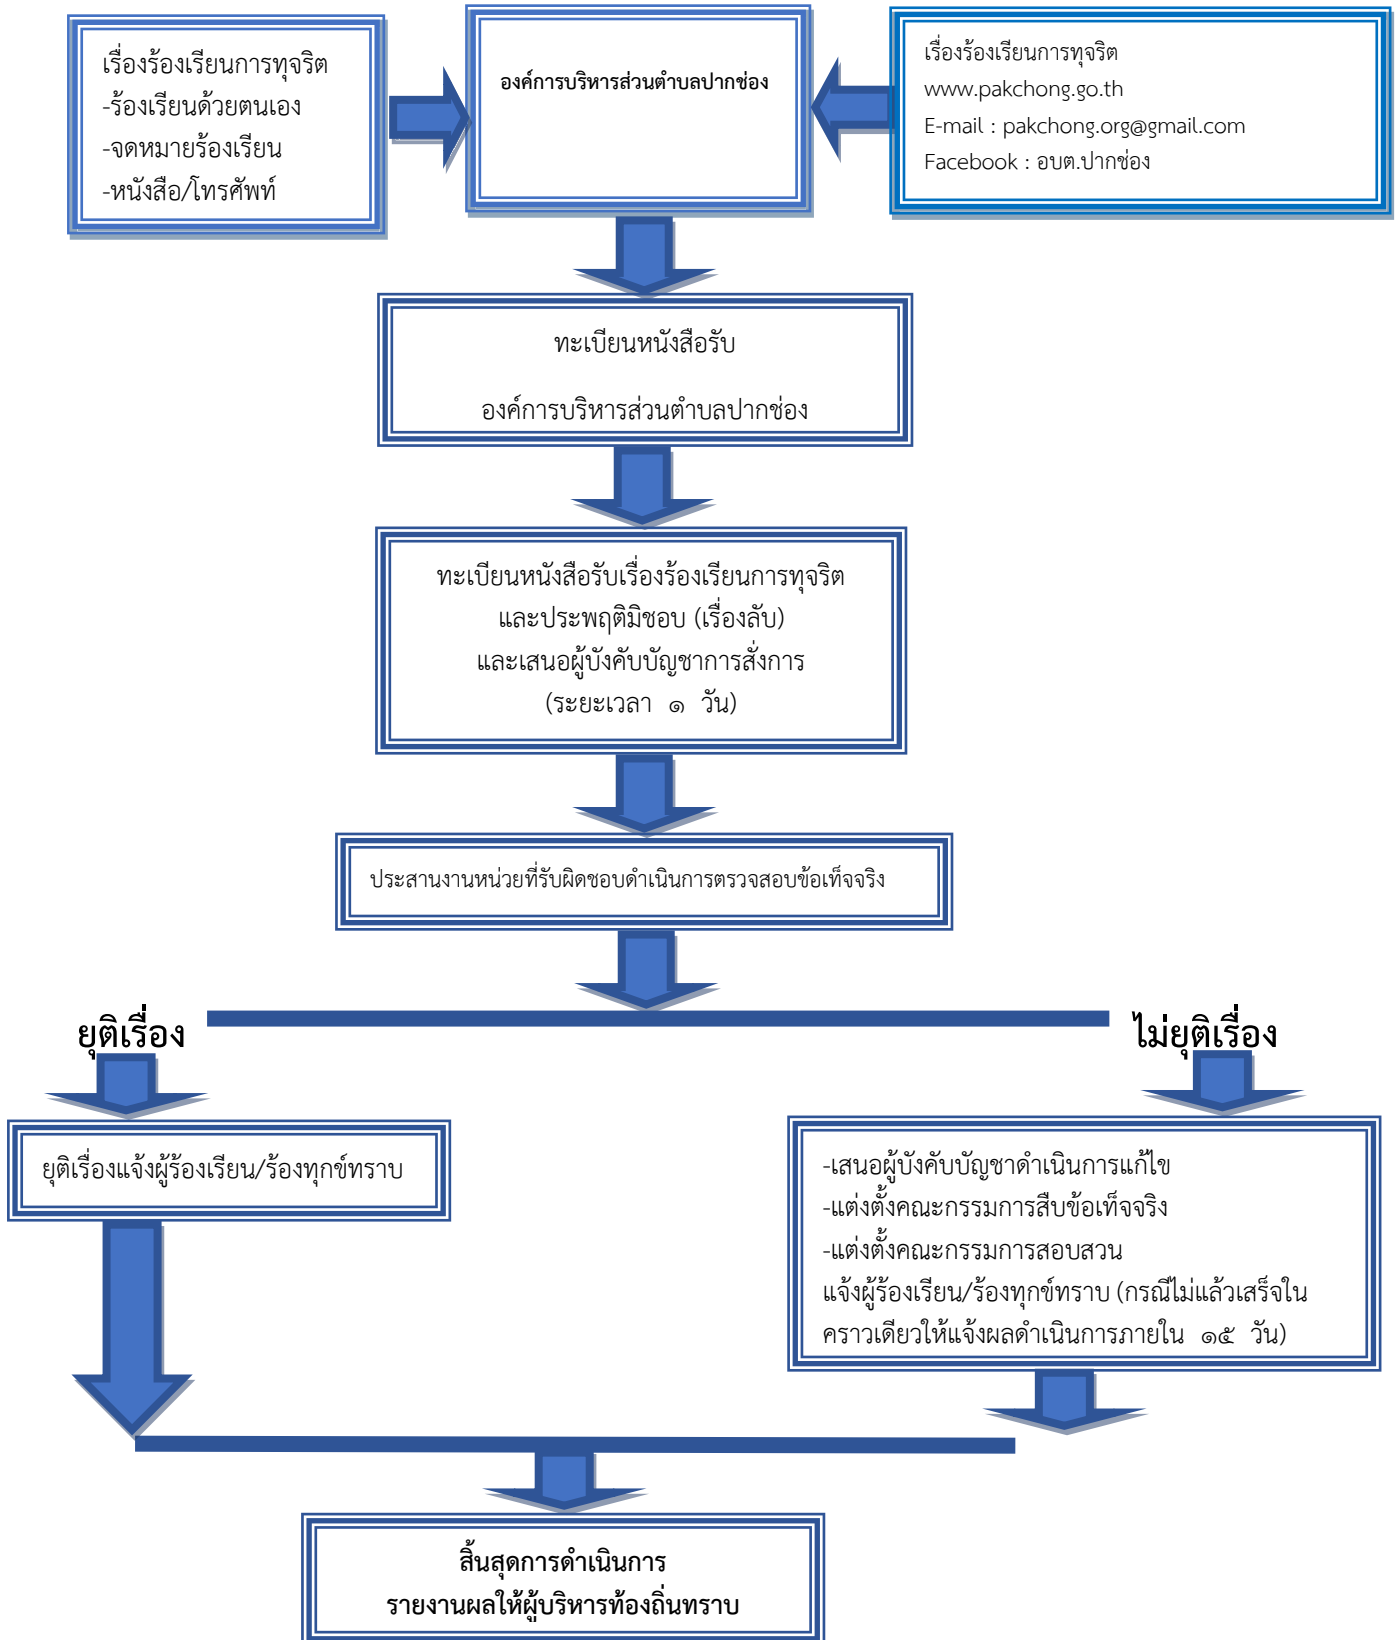 เรื่องร้องเรียนการทุจริต
-ร้องเรียนด้วยตนเอง
-จดหมายร้องเรียน
-หนังสือ/โทรศัพท์
องค์การบริหารส่วนตำบลปากช่อง
เรื่องร้องเรียนการทุจริต
www.pakchong.go.th
E-mail : pakchong.org@gmail.com
Facebook : อบต.ปากช่อง
ทะเบียนหนังสือรับ
องค์การบริหารส่วนตำบลปากช่อง
ทะเบียนหนังสือรับเรื่องร้องเรียนการทุจริต
และประพฤติมิชอบ (เรื่องลับ)
และเสนอผู้บังคับบัญชาการสั่งการ
(ระยะเวลา ๑ วัน)
ประสานงานหน่วยที่รับผิดชอบดำเนินการตรวจสอบข้อเท็จจริง
ยุติเรื่อง
ไม่ยุติเรื่อง
ยุติเรื่องแจ้งผู้ร้องเรียน/ร้องทุกข์ทราบ
-เสนอผู้บังคับบัญชาดำเนินการแก้ไข
-แต่งตั้งคณะกรรมการสืบข้อเท็จจริง
-แต่งตั้งคณะกรรมการสอบสวน
แจ้งผู้ร้องเรียน/ร้องทุกข์ทราบ (กรณีไม่แล้วเสร็จใน
คราวเดียวให้แจ้งผลดำเนินการภายใน ๑๕ วัน)
สิ้นสุดการดำเนินการ
รายงานผลให้ผู้บริหารท้องถิ่นทราบ